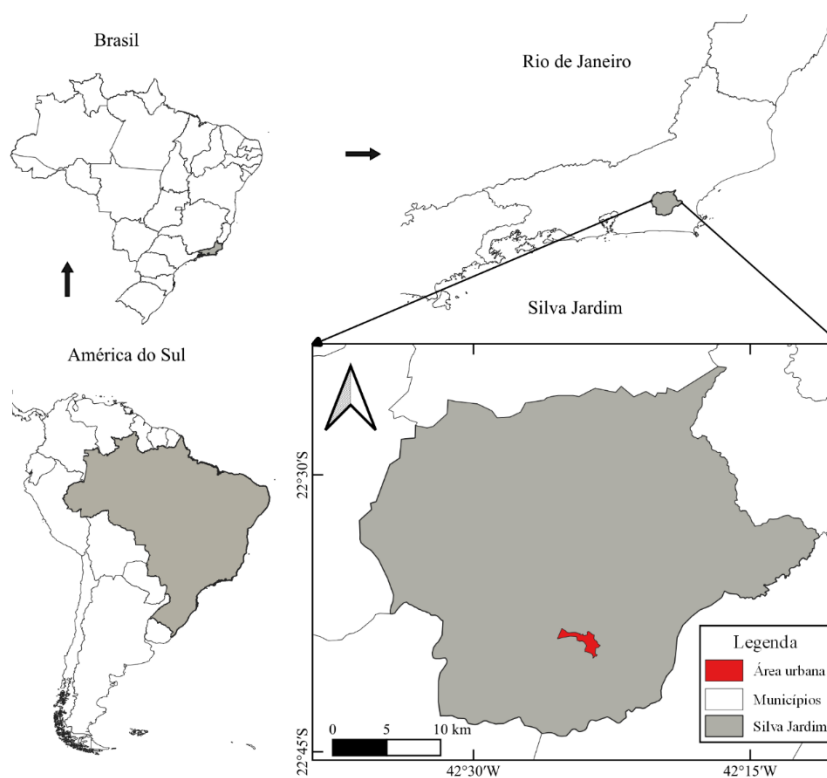 Brasil
Rio de Janeiro
Silva Jardim
América do Sul
22°30'S
22°45'S
Legenda
Área urbana
Municípios
Silva Jardim
0 5 10 km
42°30'W 42°15'W